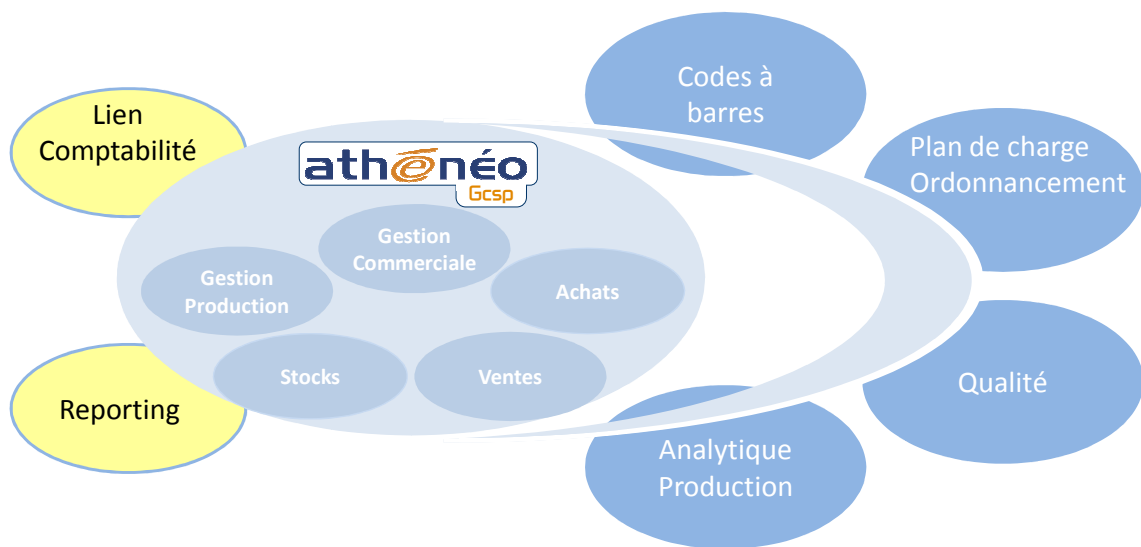 Codes à
barres
Lien
Comptabilité
athénéo
Gcsp
Plan de charge
Ordonnancement
Gestion
Commerciale
Gestion
Production
Achats
Stocks
Ventes
Qualité
Reporting
Analytique
Production